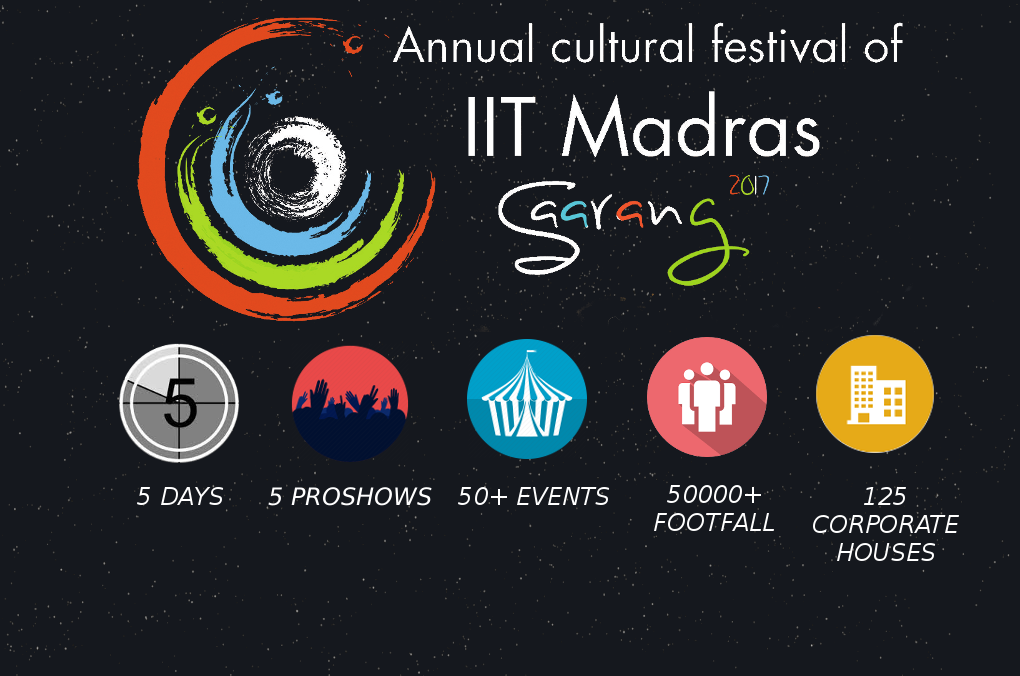 Annual cultural festival of
IIT Madras
Saarang 2017
5
5 DAYS
5 PROSHOWS
50+ EVENTS
50000+
FOOTFALL
125
CORPORATE
HOUSES